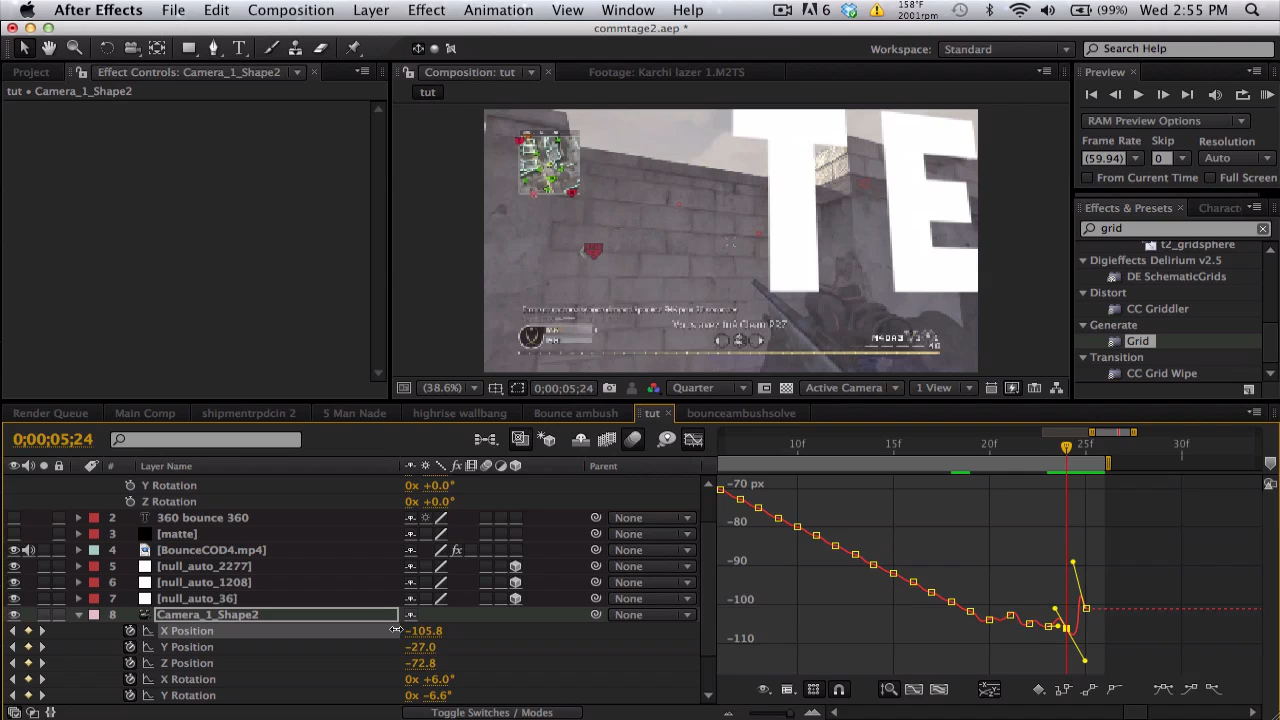 After Effects File Edit Composition Layer Effect Animation View Window Help 6 158°F 2001rpm (99%) Wed 2:55 PM
commtage2.aep *
Workspace: Standard Search Help
Project Effect Controls: Camera_1_Shape2 Composition: tut Footage: Karchi lazer 1.M2TS Preview
tut • Camera_1_Shape2 tut
RAM Preview Options
Frame Rate Skip Resolution
(59.94) 0 Auto
From Current Time Full Screen
Effects & Presets Charact
grid
t2_gridsphere
Digieffects Delirium v2.5
DE SchematicGrids
Distort
CC Griddler
Generate
Grid
Transition
CC Grid Wipe
TE
M40A3
(38.6%) 0;00;05;24 Quarter Active Camera 1 View
Render Queue Main Comp shipmentrpdcin 2 5 Man Nade highrise wallbang Bounce ambush tut bounceambushsolve
0;00;05;24 10f 15f 20f 25f 30f
# Layer Name fx Parent
Y Rotation 0x +0.0° -70 px
Z Rotation 0x +0.0°
2 T 360 bounce 360 None -80
3 [matte] None
4 [BounceCOD4.mp4] fx None
5 [null_auto_2277] None -90
6 [null_auto_1208] None
7 [null_auto_36] None -100
8 Camera_1_Shape2 None
X Position -105.8
Y Position -27.0 -110
Z Position -72.8
X Rotation 0x +6.0°
Y Rotation 0x -6.6°
Toggle Switches / Modes